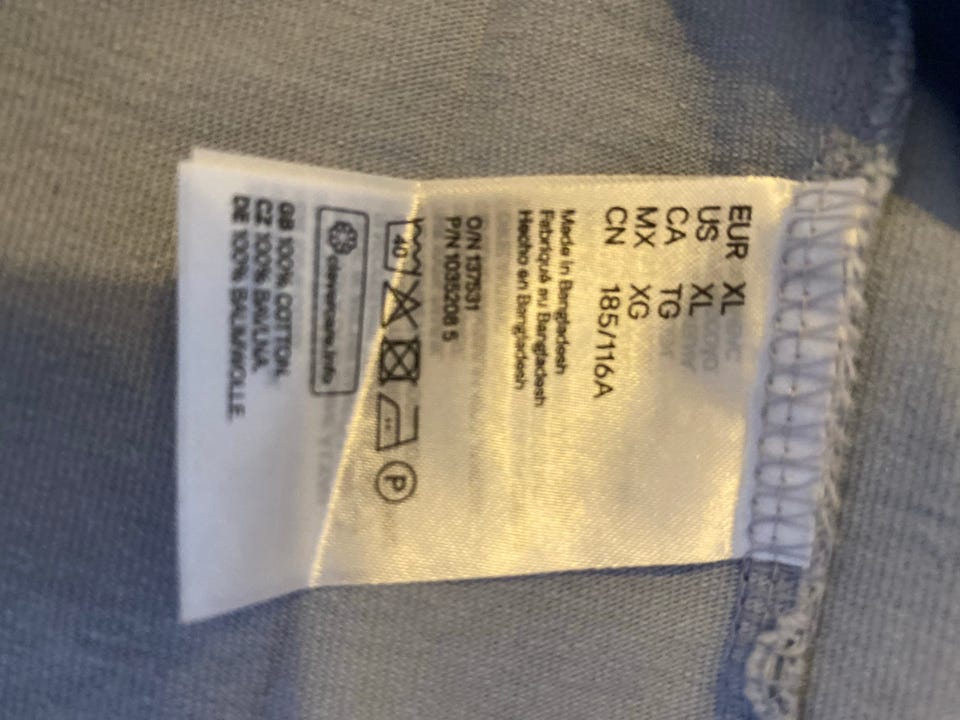 EUR XL
US XL
CA TG
MX XG
CN 185/116A
Made in Bangladesh
Fabriqué au Bangladesh
Hecho en Bangladesh
O/N 137531
P/N 1035208 5
40
P
clevercare.info
GB 100% COTTON
CZ 100% BAVLNA
DE 100% BAUMWOLLE